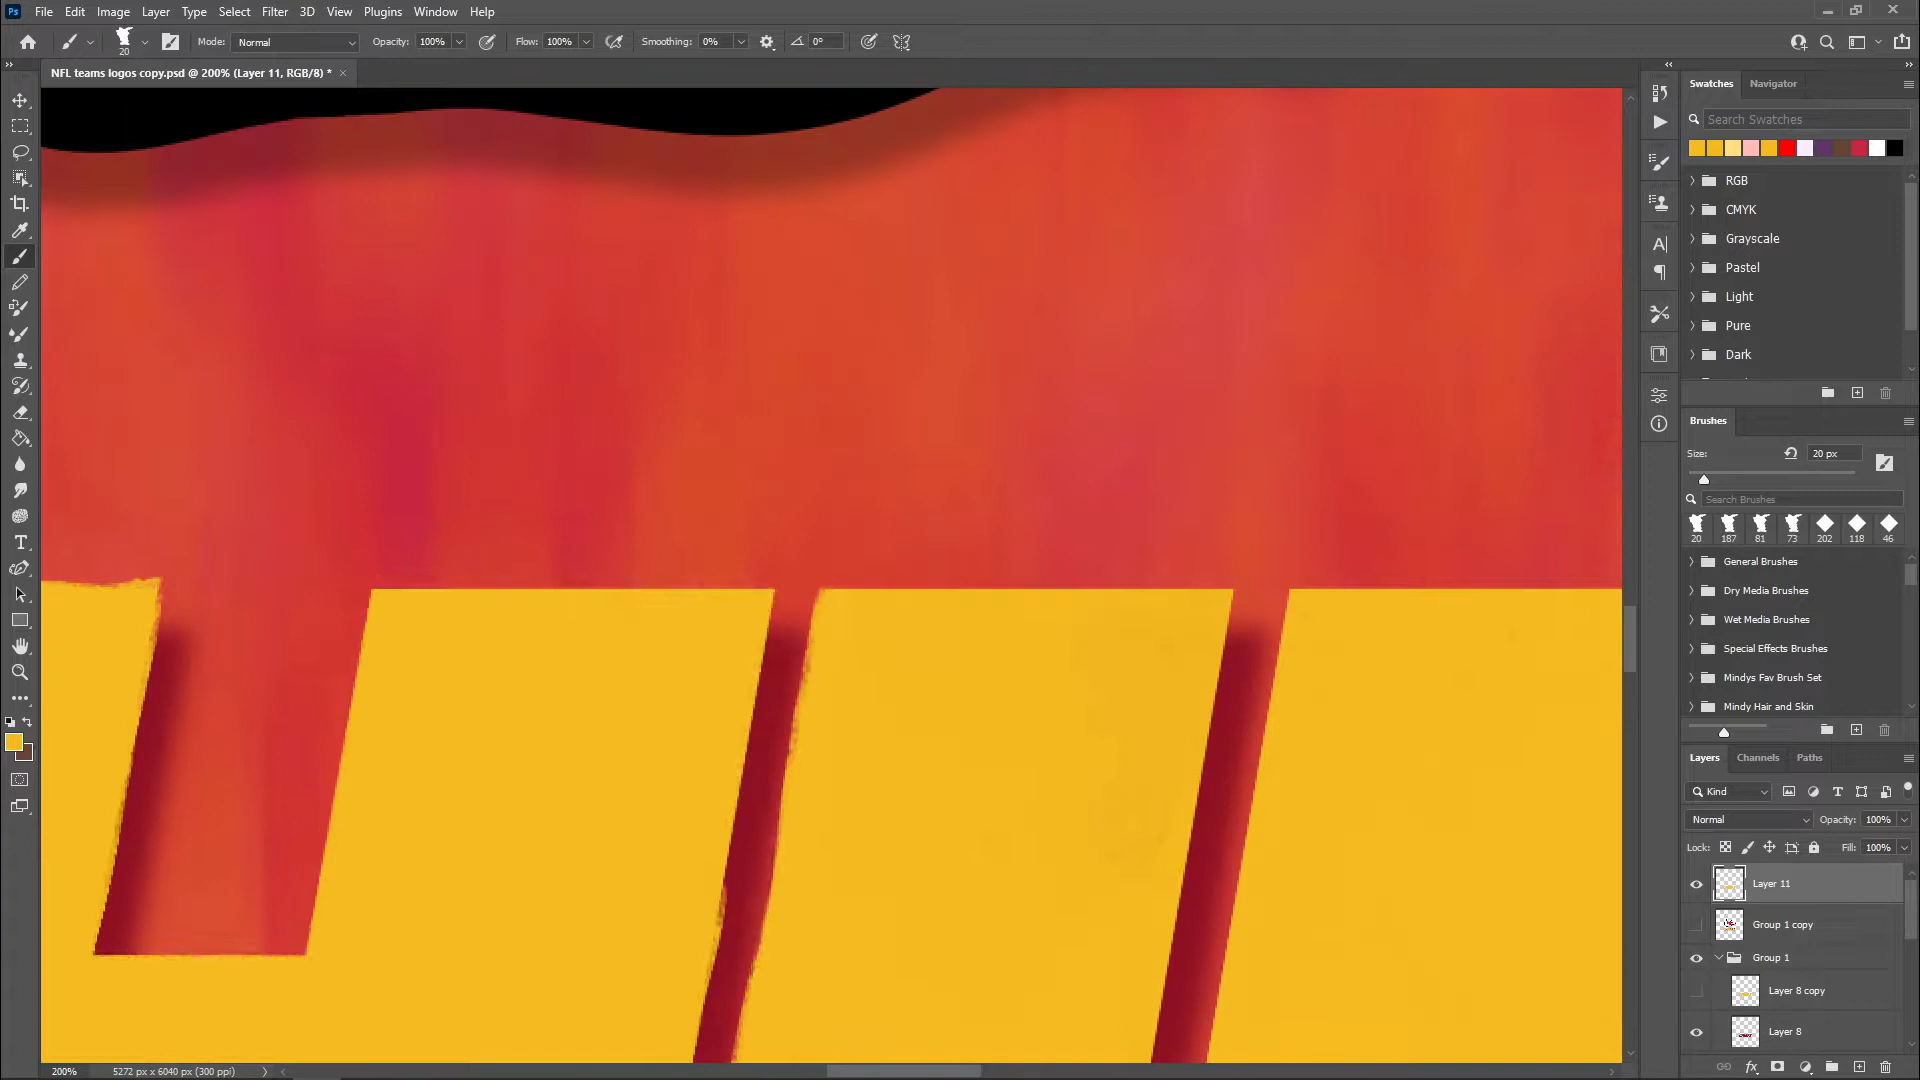 Ps File Edit Image Layer Type Select Filter 3D View Plugins Window Help
20 Mode: Normal Opacity: 100% Flow: 100% Smoothing: 0% 0°
NFL teams logos copy.psd @ 200% (Layer 11, RGB/8) * ×
Swatches Navigator
Search Swatches
RGB
CMYK
Grayscale
Pastel
Light
Pure
Dark
Brushes
Size: 20 px
Search Brushes
20 187 81 73 202 118 46
General Brushes
Dry Media Brushes
Wet Media Brushes
Special Effects Brushes
Mindys Fav Brush Set
Mindy Hair and Skin
Layers Channels Paths
Kind
Normal Opacity: 100%
Lock: Fill: 100%
Layer 11
Group 1 copy
Group 1
Layer 8 copy
Layer 8
fx
200% 5272 px x 6040 px (300 ppi)